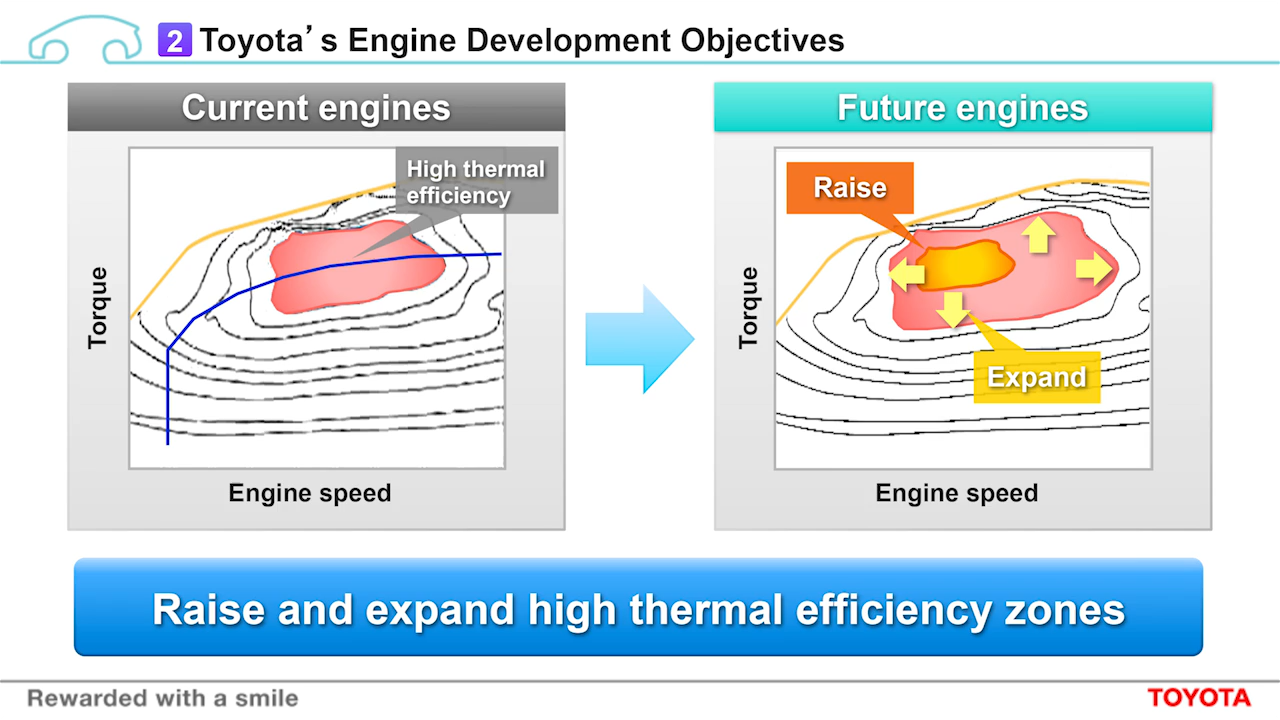 2 Toyota’s Engine Development Objectives
Current engines
High thermal
efficiency
Torque
Engine speed
Future engines
Raise
Expand
Torque
Engine speed
Raise and expand high thermal efficiency zones
Rewarded with a smile
TOYOTA